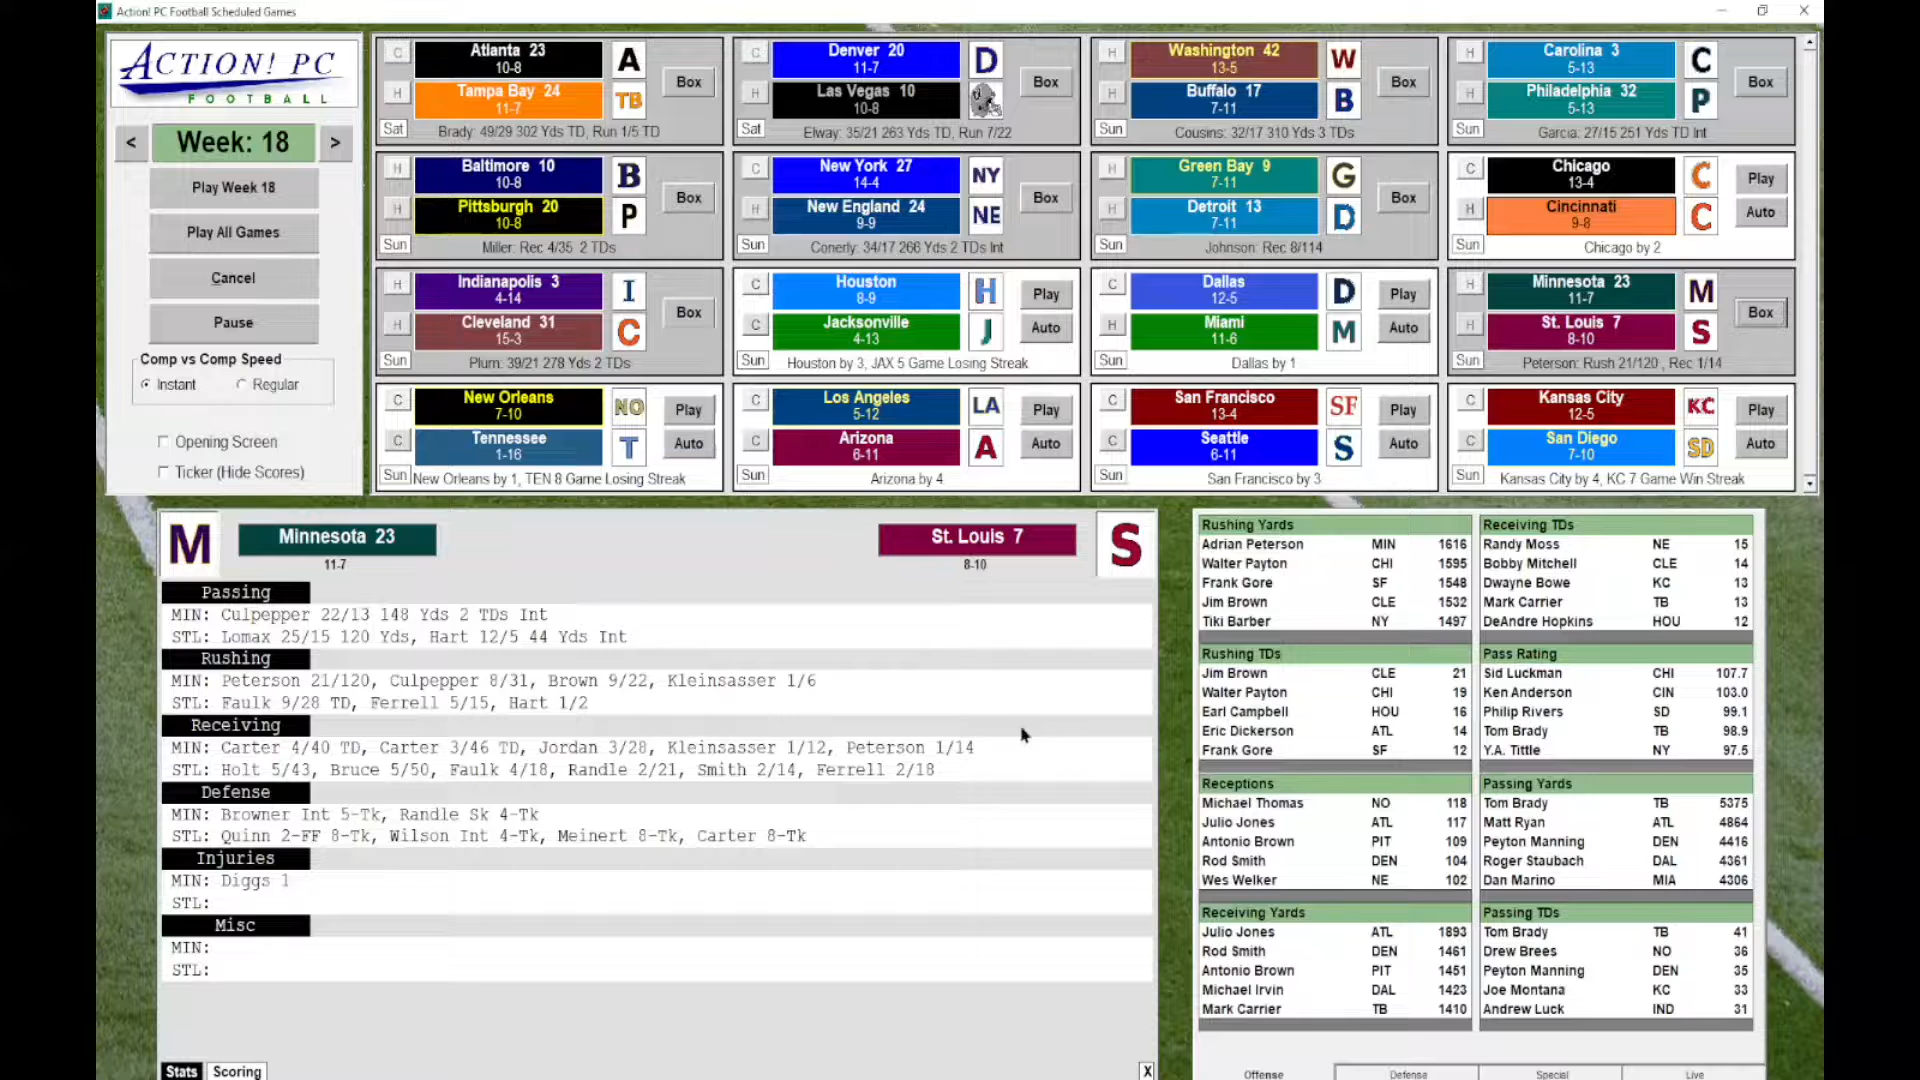 Action! PC Football Scheduled Games
ACTION! PC
FOOTBALL
< Week: 18 >
Play Week 18
Play All Games
Cancel
Pause
Comp vs Comp Speed
Instant Regular
Opening Screen
Ticker (Hide Scores)
C Atlanta 23 10-8 A
H Tampa Bay 24 11-7 TB
Box
Sat Brady: 49/29 302 Yds TD, Run 1/5 TD
C Denver 20 11-7 D
H Las Vegas 10 10-8
Box
Sat Elway: 35/21 263 Yds TD, Run 7/22
H Washington 42 13-5 W
H Buffalo 17 7-11 B
Box
Sun Cousins: 32/17 310 Yds 3 TDs
H Carolina 3 5-13 C
H Philadelphia 32 5-13 P
Box
Sun Garcia: 27/15 251 Yds TD Int
H Baltimore 10 10-8 B
H Pittsburgh 20 10-8 P
Box
Sun Miller: Rec 4/35 2 TDs
C New York 27 14-4 NY
H New England 24 9-9 NE
Box
Sun Conerly: 34/17 266 Yds 2 TDs Int
H Green Bay 9 7-11 G
H Detroit 13 7-11 D
Box
Sun Johnson: Rec 8/114
C Chicago 13-4 C
H Cincinnati 9-8 C
Play
Auto
Sun Chicago by 2
H Indianapolis 3 4-14 I
H Cleveland 31 15-3 C
Box
Sun Plum: 39/21 278 Yds 2 TDs
C Houston 8-9 H
C Jacksonville 4-13 J
Play
Auto
Sun Houston by 3, JAX 5 Game Losing Streak
C Dallas 12-5 D
H Miami 11-6 M
Play
Auto
Sun Dallas by 1
H Minnesota 23 11-7 M
H St. Louis 7 8-10 S
Box
Sun Peterson: Rush 21/120 , Rec 1/14
C New Orleans 7-10 NO
C Tennessee 1-16 T
Play
Auto
Sun New Orleans by 1, TEN 8 Game Losing Streak
C Los Angeles 5-12 LA
C Arizona 6-11 A
Play
Auto
Sun Arizona by 4
C San Francisco 13-4 SF
C Seattle 6-11 S
Play
Auto
Sun San Francisco by 3
C Kansas City 12-5 KC
C San Diego 7-10 SD
Play
Auto
Sun Kansas City by 4, KC 7 Game Win Streak
M Minnesota 23 St. Louis 7 S
11-7 8-10
Passing
MIN: Culpepper 22/13 148 Yds 2 TDs Int
STL: Lomax 25/15 120 Yds, Hart 12/5 44 Yds Int
Rushing
MIN: Peterson 21/120, Culpepper 8/31, Brown 9/22, Kleinsasser 1/6
STL: Faulk 9/28 TD, Ferrell 5/15, Hart 1/2
Receiving
MIN: Carter 4/40 TD, Carter 3/46 TD, Jordan 3/28, Kleinsasser 1/12, Peterson 1/14
STL: Holt 5/43, Bruce 5/50, Faulk 4/18, Randle 2/21, Smith 2/14, Ferrell 2/18
Defense
MIN: Browner Int 5-Tk, Randle Sk 4-Tk
STL: Quinn 2-FF 8-Tk, Wilson Int 4-Tk, Meinert 8-Tk, Carter 8-Tk
Injuries
MIN: Diggs 1
STL:
Misc
MIN:
STL:
Stats Scoring X
Rushing Yards
Adrian Peterson MIN 1616
Walter Payton CHI 1595
Frank Gore SF 1548
Jim Brown CLE 1532
Tiki Barber NY 1497
Rushing TDs
Jim Brown CLE 21
Walter Payton CHI 19
Earl Campbell HOU 16
Eric Dickerson ATL 14
Frank Gore SF 12
Receptions
Michael Thomas NO 118
Julio Jones ATL 117
Antonio Brown PIT 109
Rod Smith DEN 104
Wes Welker NE 102
Receiving Yards
Julio Jones ATL 1893
Rod Smith DEN 1461
Antonio Brown PIT 1451
Michael Irvin DAL 1423
Mark Carrier TB 1410
Receiving TDs
Randy Moss NE 15
Bobby Mitchell CLE 14
Dwayne Bowe KC 13
Mark Carrier TB 13
DeAndre Hopkins HOU 12
Pass Rating
Sid Luckman CHI 107.7
Ken Anderson CIN 103.0
Philip Rivers SD 99.1
Tom Brady TB 98.9
Y.A. Tittle NY 97.5
Passing Yards
Tom Brady TB 5375
Matt Ryan ATL 4864
Peyton Manning DEN 4416
Roger Staubach DAL 4361
Dan Marino MIA 4306
Passing TDs
Tom Brady TB 41
Drew Brees NO 36
Peyton Manning DEN 35
Joe Montana KC 33
Andrew Luck IND 31
Offense Defense Special Live